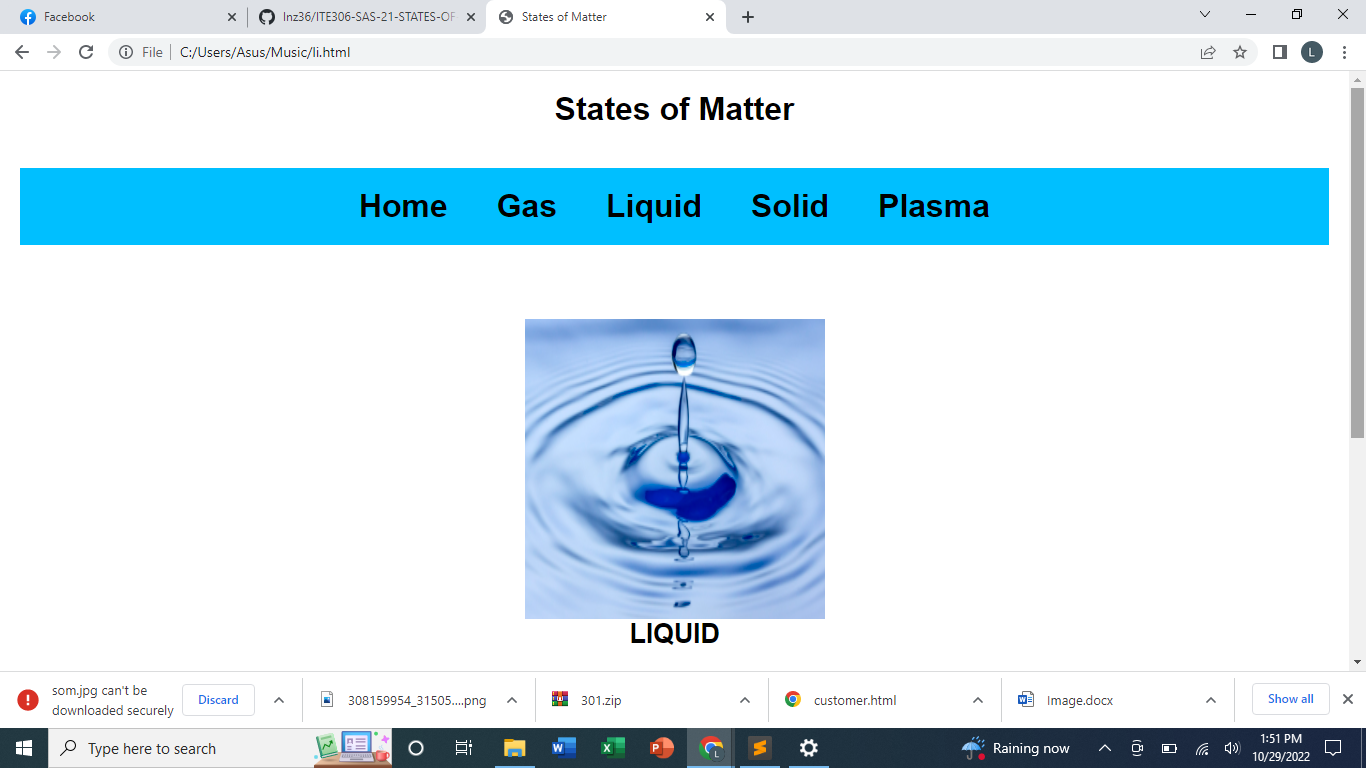 Facebook
lnz36/ITE306-SAS-21-STATES-OF
States of Matter
File
C:/Users/Asus/Music/li.html
L
States of Matter
Home Gas Liquid Solid Plasma
LIQUID
som.jpg can't be
downloaded securely
Discard
308159954_31505....png
301.zip
customer.html
Image.docx
Show all
Type here to search
Raining now
1:51 PM
10/29/2022